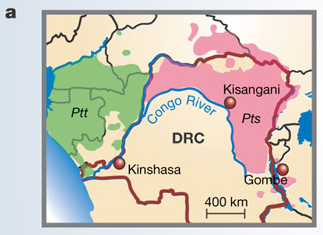 a
Kisangani
Ptt
Congo River
Pts
DRC
Kinshasa
Gombe
400 km